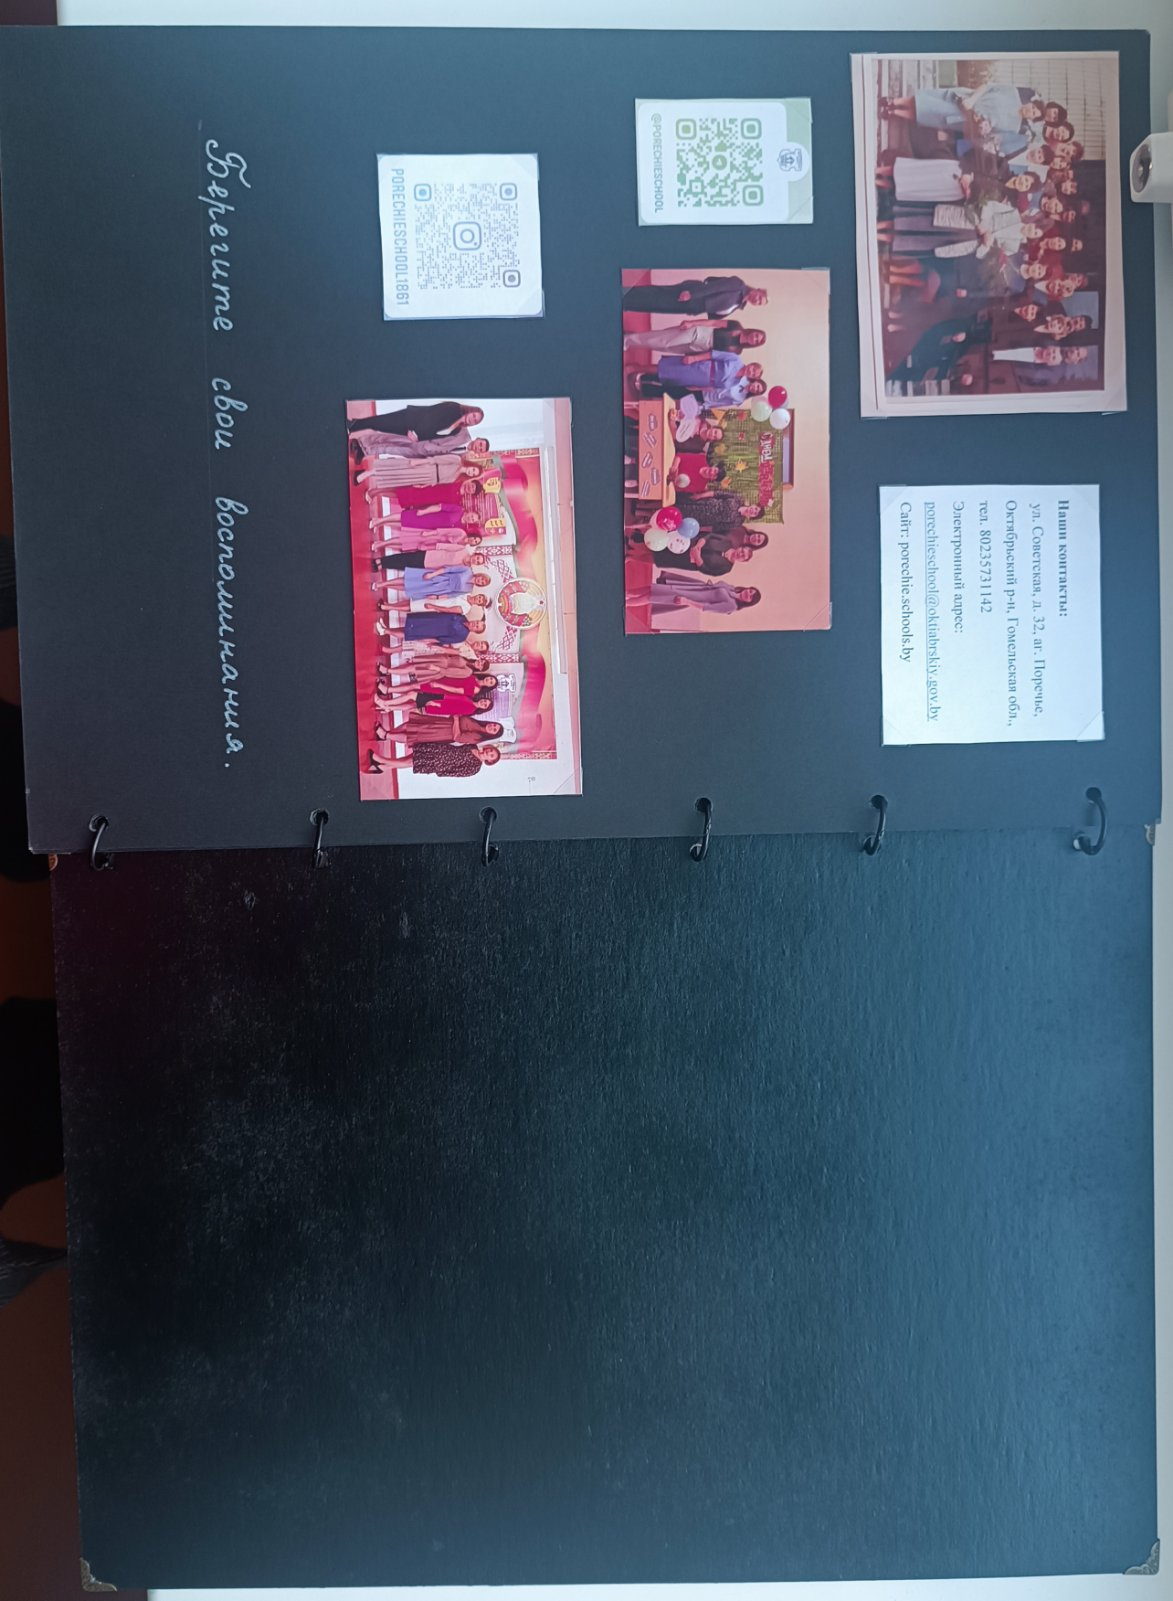 Наши контакты:
ул. Советская, д. 32, аг. Поречье,
Октябрьский р-н, Гомельская обл.,
тел. 80235731142
Электронный адрес:
porechieschool@oktiabrskiy.gov.by
Сайт: porechie.schools.by
@PORECHIESCHOOL
PORECHIESCHOOL1861
Берегите свои воспоминания.